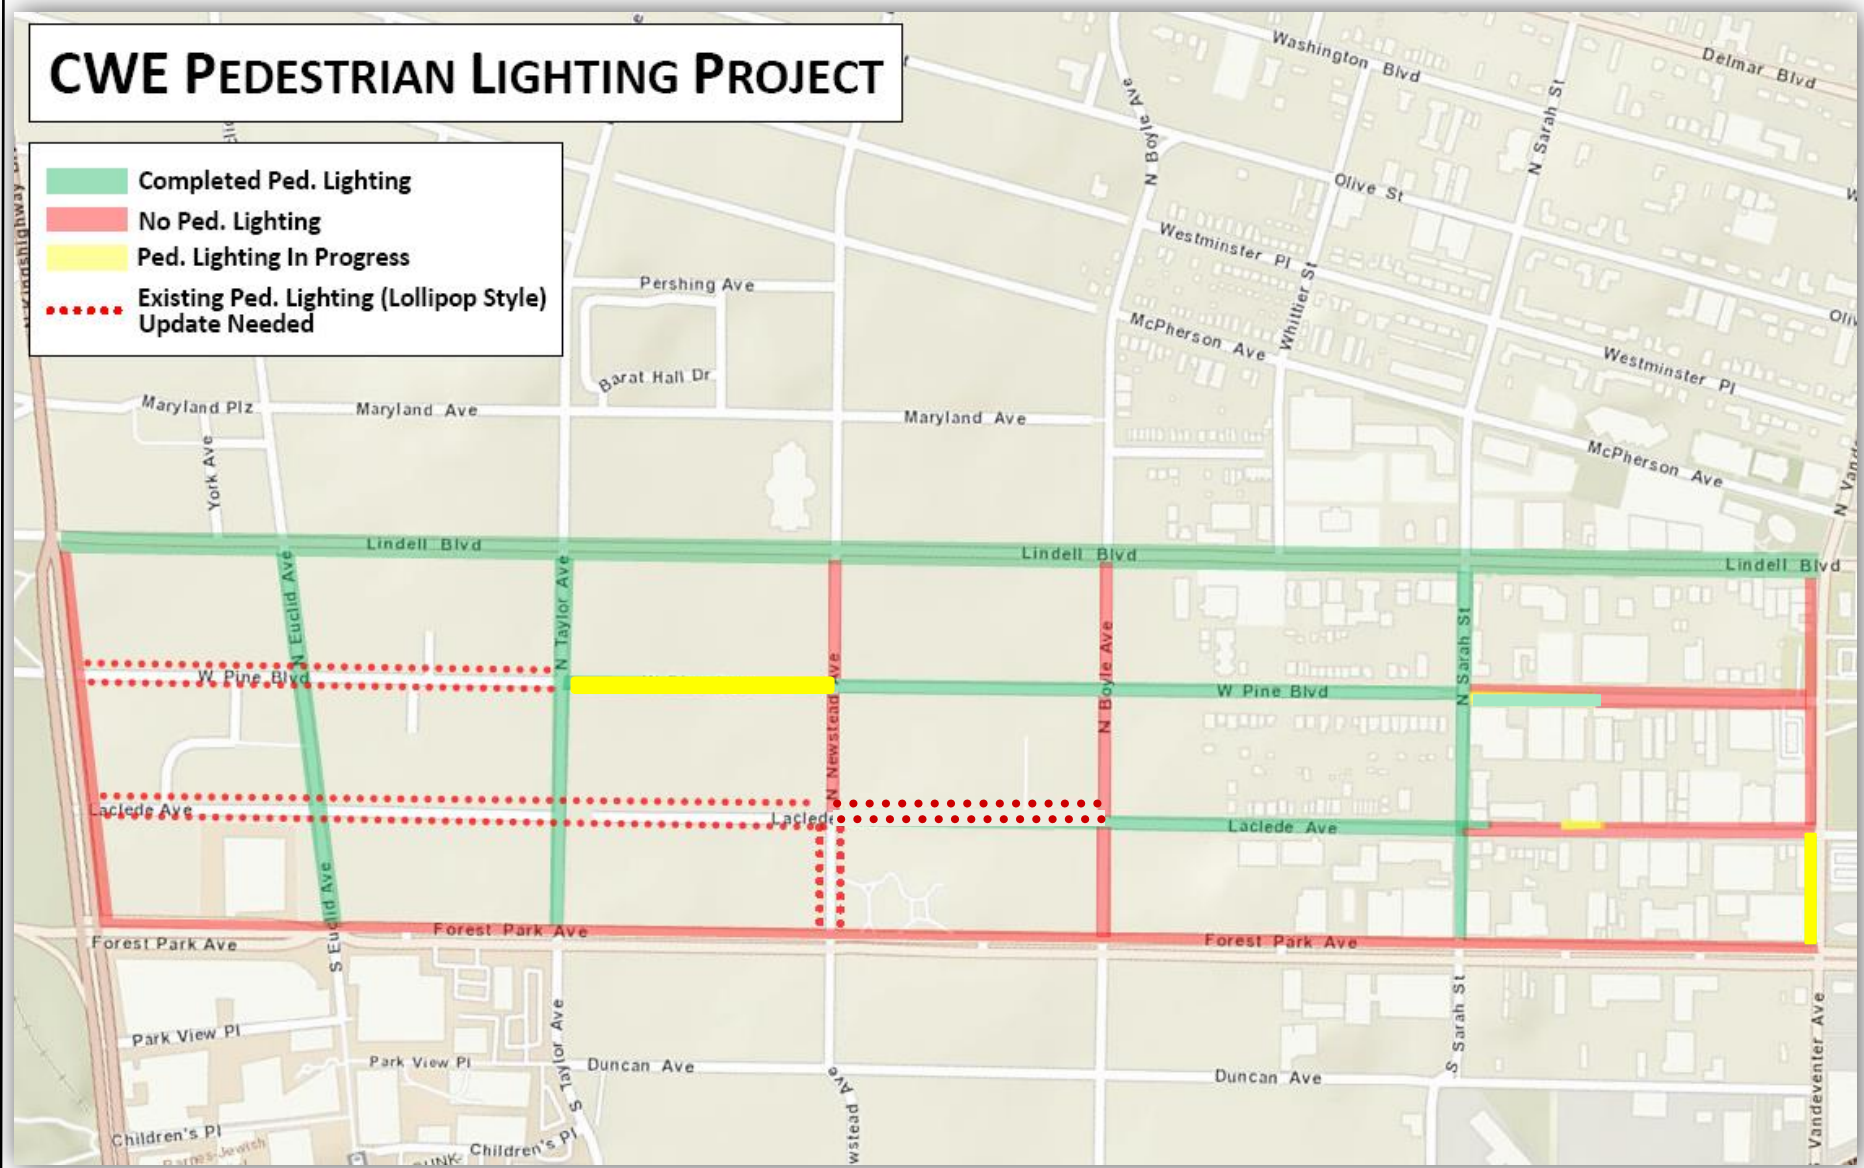 CWE PEDESTRIAN LIGHTING PROJECT
Completed Ped. Lighting
No Ped. Lighting
Ped. Lighting In Progress
Existing Ped. Lighting (Lollipop Style)
Update Needed
Washington Blvd
Delmar Blvd
N Boyle Ave
N Sarah St
Olive St
N Kingshighway
Westminster Pl
Whittier St
Pershing Ave
McPherson Ave
Westminster Pl
Barat Hall Dr
Maryland Plz
Maryland Ave
Maryland Ave
York Ave
McPherson Ave
Lindell Blvd
Lindell Blvd
Lindell Blvd
N Euclid Ave
N Taylor Ave
N Newstead Ave
N Boyle Ave
N Sarah St
W Pine Blvd
W Pine Blvd
Laclede Ave
Laclede
Laclede Ave
S Euclid Ave
Forest Park Ave
Forest Park Ave
Forest Park Ave
Park View Pl
Park View Pl
S Taylor Ave
Duncan Ave
Duncan Ave
S Sarah St
Vandeventer Ave
wstead Ave
Children's Pl
Children's Pl
Barnes-Jewish